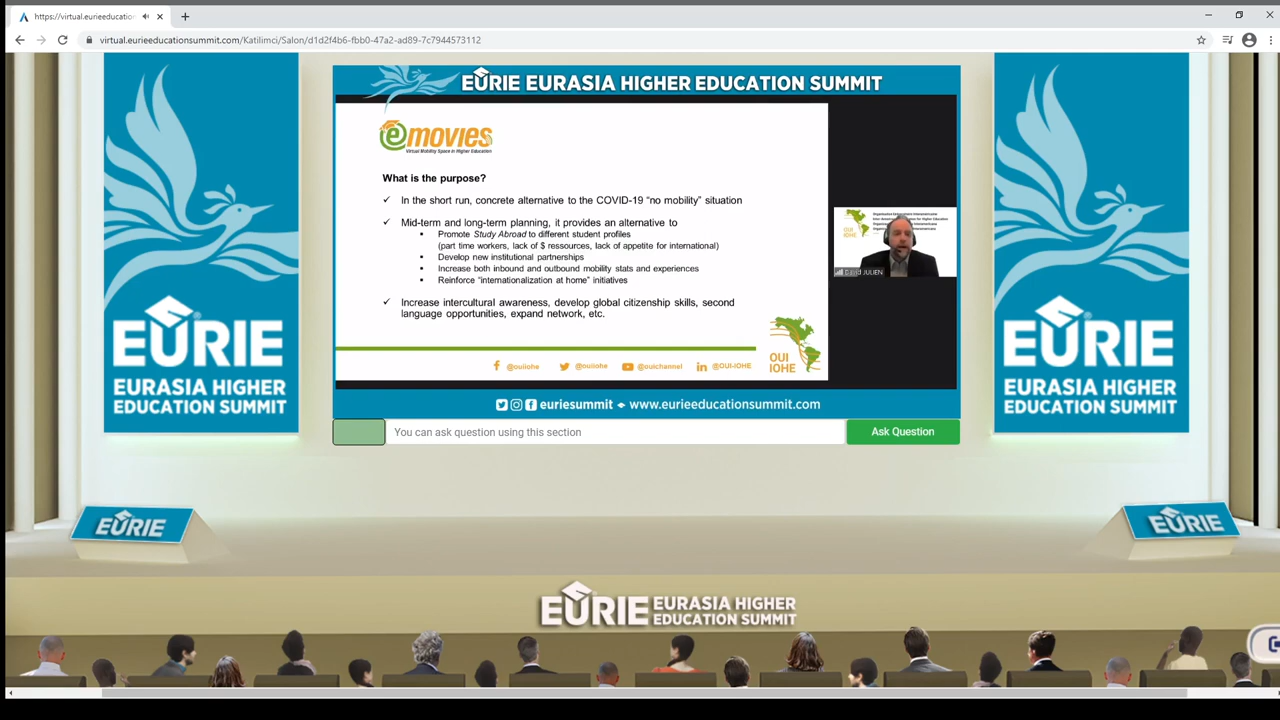 https://virtual.eurieeducation
virtual.eurieeducationsummit.com/Katilimci/Salon/d1d2f4b6-fbb0-47a2-ad89-7c7944573112
EURIE EURASIA HIGHER EDUCATION SUMMIT
emovies
Virtual Mobility Space in Higher Education
What is the purpose?
✓ In the short run, concrete alternative to the COVID-19 “no mobility” situation
✓ Mid-term and long-term planning, it provides an alternative to
▪ Promote Study Abroad to different student profiles
(part time workers, lack of $ ressources, lack of appetite for international)
▪ Develop new institutional partnerships
▪ Increase both inbound and outbound mobility stats and experiences
▪ Reinforce “internationalization at home” initiatives
✓ Increase intercultural awareness, develop global citizenship skills, second
language opportunities, expand network, etc.
@ouiiohe @ouiiohe @ouichannel @OUI-IOHE
OUI
IOHE
OUI
IOHE
David JULIEN
euriesummit www.eurieeducationsummit.com
You can ask question using this section
Ask Question
EURIE
EURASIA HIGHER
EDUCATION SUMMIT
EURIE
EURASIA HIGHER
EDUCATION SUMMIT
EURIE
EURIE
EURIE EURASIA HIGHER
EDUCATION SUMMIT